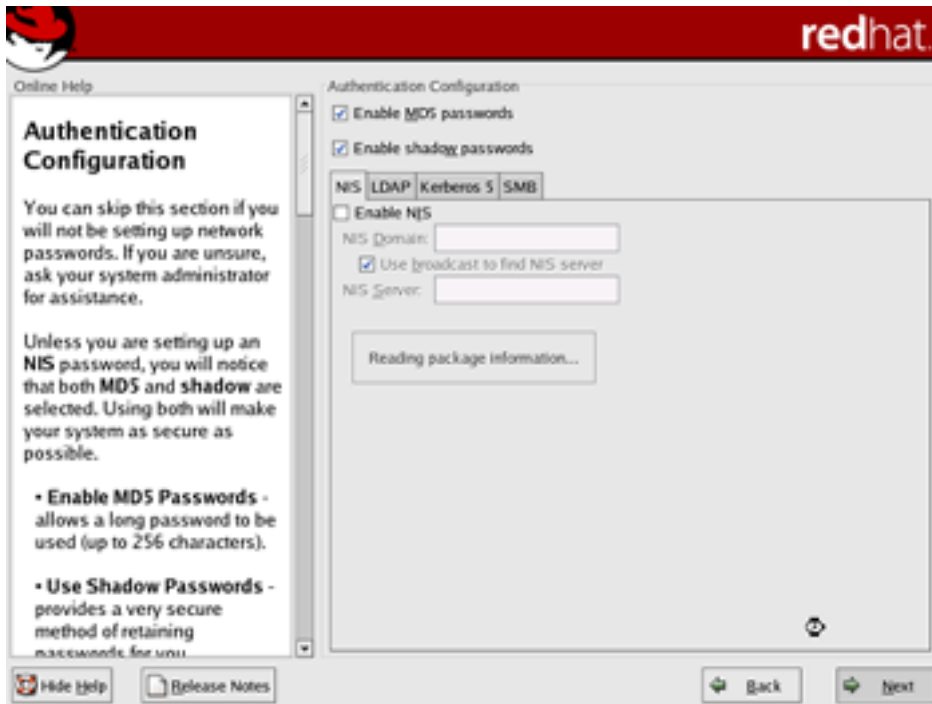 redhat.
Online Help
Authentication
Configuration
You can skip this section if you
will not be setting up network
passwords. If you are unsure,
ask your system administrator
for assistance.
Unless you are setting up an
NIS password, you will notice
that both MD5 and shadow are
selected. Using both will make
your system as secure as
possible.
• Enable MD5 Passwords -
allows a long password to be
used (up to 256 characters).
• Use Shadow Passwords -
provides a very secure
method of retaining
passwords for you
Authentication Configuration
Enable MD5 passwords
Enable shadow passwords
NIS LDAP Kerberos 5 SMB
Enable NIS
NIS Domain:
Use broadcast to find NIS server
NIS Server:
Reading package information...
Hide Help Release Notes Back Next